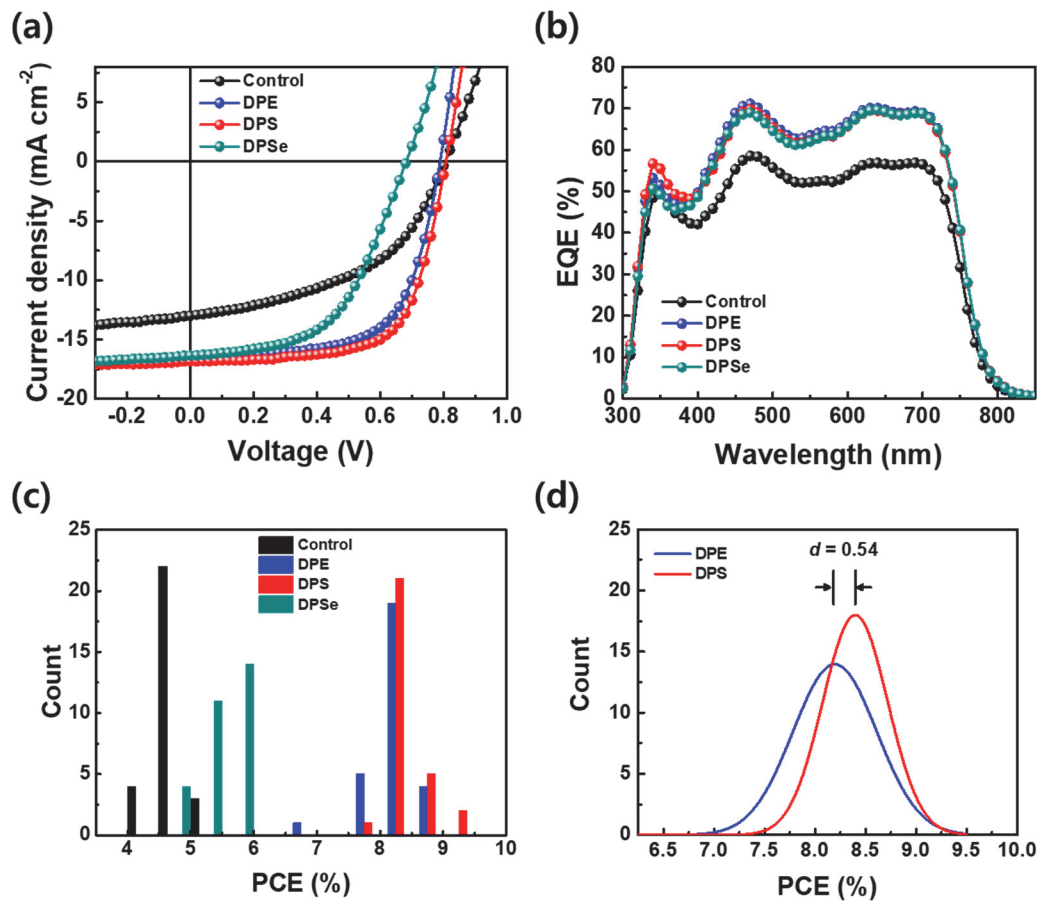 (a)
Current density (mA cm-2)
5
0
-5
-10
-15
-20
-0.2 0.0 0.2 0.4 0.6 0.8 1.0
Voltage (V)
Control
DPE
DPS
DPSe
(b)
EQE (%)
80
70
60
50
40
30
20
10
0
300 400 500 600 700 800
Wavelength (nm)
Control
DPE
DPS
DPSe
(c)
Count
25
20
15
10
5
0
4 5 6 7 8 9 10
PCE (%)
Control
DPE
DPS
DPSe
(d)
Count
25
20
15
10
5
0
6.5 7.0 7.5 8.0 8.5 9.0 9.5 10.0
PCE (%)
DPE
DPS
d = 0.54